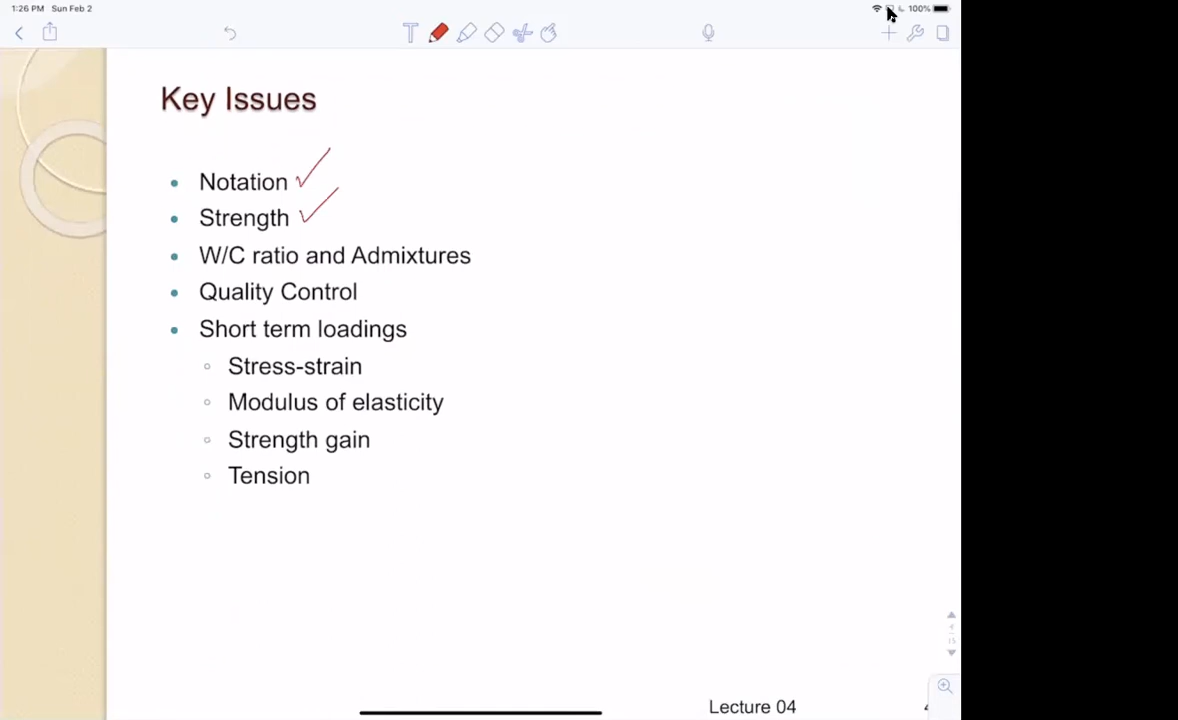 1:26 PM Sun Feb 2
100%
T
Key Issues
Notation
Strength
W/C ratio and Admixtures
Quality Control
Short term loadings
Stress-strain
Modulus of elasticity
Strength gain
Tension
Lecture 04